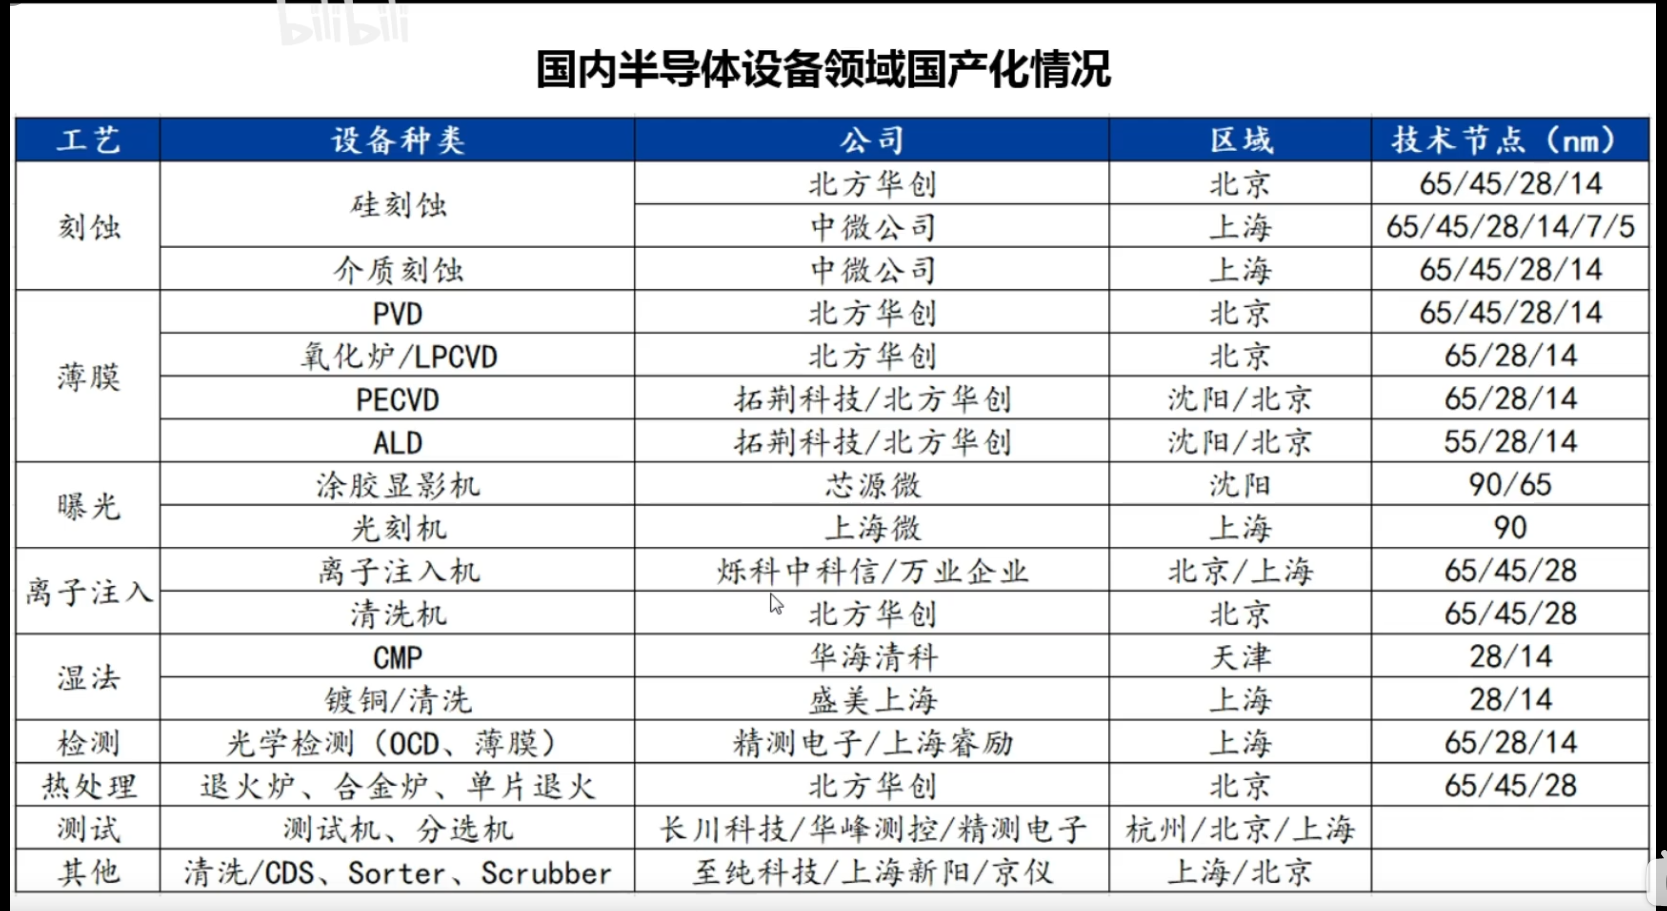 bilibili
国内半导体设备领域国产化情况
工艺 设备种类 公司 区域 技术节点（nm）
刻蚀 硅刻蚀 北方华创 北京 65/45/28/14
中微公司 上海 65/45/28/14/7/5
介质刻蚀 中微公司 上海 65/45/28/14
薄膜 PVD 北方华创 北京 65/45/28/14
氧化炉/LPCVD 北方华创 北京 65/28/14
PECVD 拓荆科技/北方华创 沈阳/北京 65/28/14
ALD 拓荆科技/北方华创 沈阳/北京 55/28/14
曝光 涂胶显影机 芯源微 沈阳 90/65
光刻机 上海微 上海 90
离子注入 离子注入机 烁科中科信/万业企业 北京/上海 65/45/28
清洗机 北方华创 北京 65/45/28
湿法 CMP 华海清科 天津 28/14
镀铜/清洗 盛美上海 上海 28/14
检测 光学检测（OCD、薄膜） 精测电子/上海睿励 上海 65/28/14
热处理 退火炉、合金炉、单片退火 北方华创 北京 65/45/28
测试 测试机、分选机 长川科技/华峰测控/精测电子 杭州/北京/上海
其他 清洗/CDS、Sorter、Scrubber 至纯科技/上海新阳/京仪 上海/北京